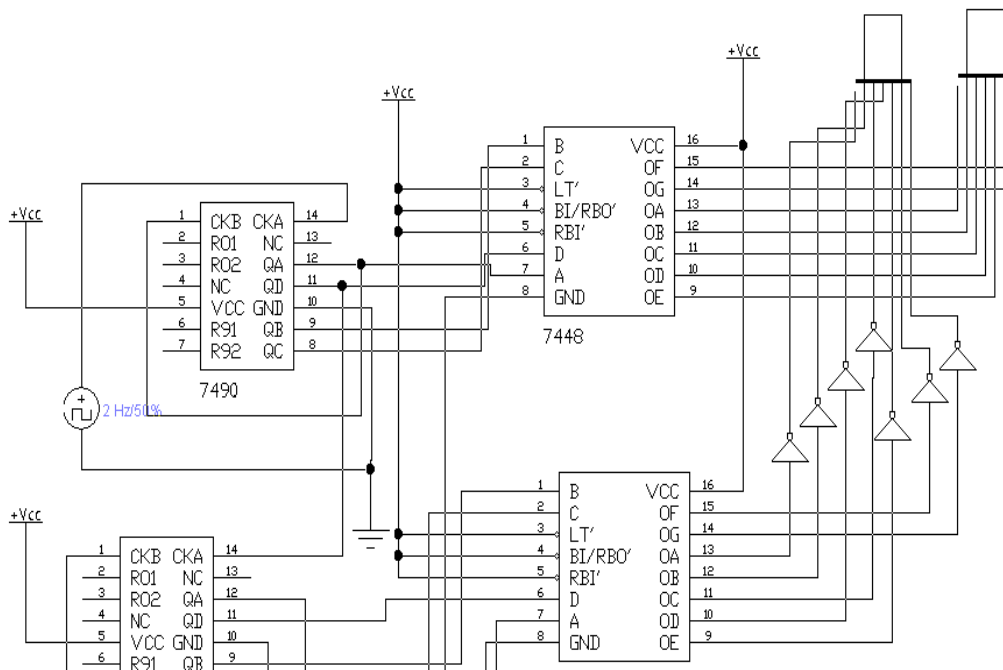 +Vcc
+Vcc
+Vcc
1 CKB CKA 14
2 RO1 NC 13
3 RO2 QA 12
4 NC QD 11
5 VCC GND 10
6 R91 QB 9
7 R92 QC 8
7490
2 Hz/50%
1 B VCC 16
2 C OF 15
3 LT' OG 14
4 BI/RBO' OA 13
5 RBI' OB 12
6 D OC 11
7 A OD 10
8 GND OE 9
7448
+Vcc
1 CKB CKA 14
2 RO1 NC 13
3 RO2 QA 12
4 NC QD 11
5 VCC GND 10
6 R91 QB 9
1 B VCC 16
2 C OF 15
3 LT' OG 14
4 BI/RBO' OA 13
5 RBI' OB 12
6 D OC 11
7 A OD 10
8 GND OE 9